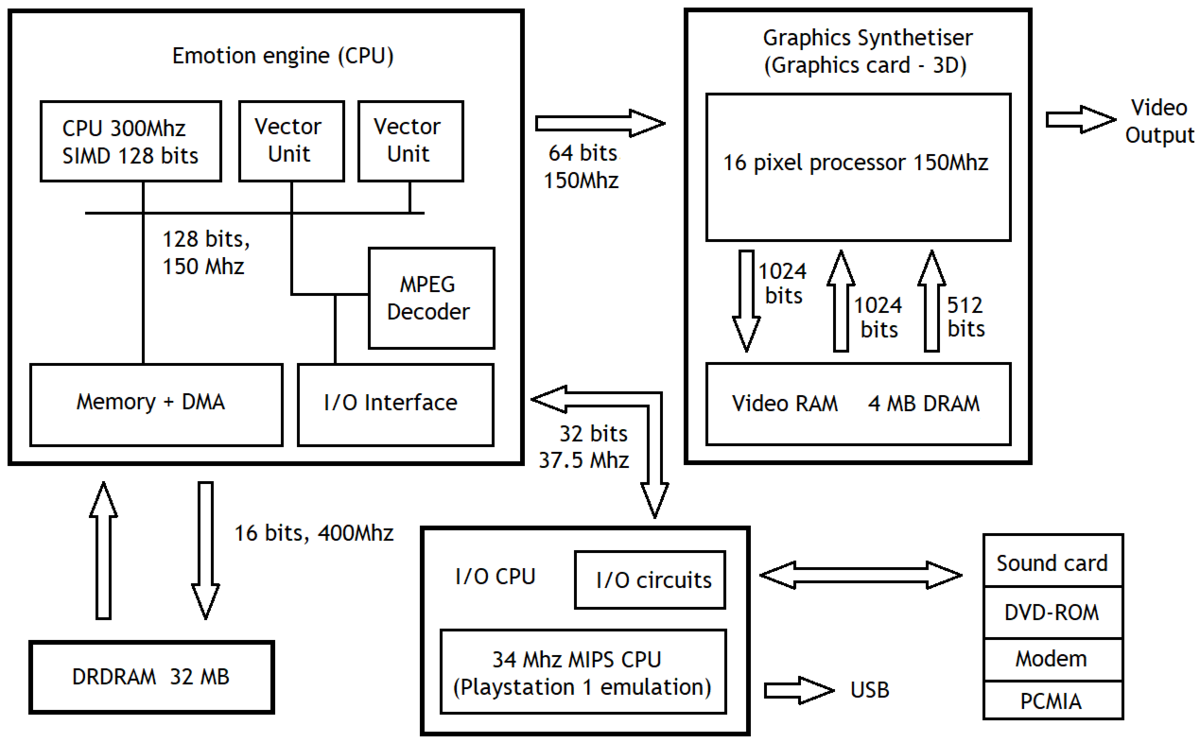 Emotion engine (CPU)
CPU 300Mhz
SIMD 128 bits
Vector
Unit
Vector
Unit
128 bits,
150 Mhz
MPEG
Decoder
Memory + DMA
I/O Interface
64 bits
150Mhz
Graphics Synthetiser
(Graphics card - 3D)
16 pixel processor 150Mhz
1024
bits
1024
bits
512
bits
Video RAM 4 MB DRAM
Video
Output
32 bits
37.5 Mhz
16 bits, 400Mhz
DRDRAM 32 MB
I/O CPU
I/O circuits
34 Mhz MIPS CPU
(Playstation 1 emulation)
USB
Sound card
DVD-ROM
Modem
PCMIA